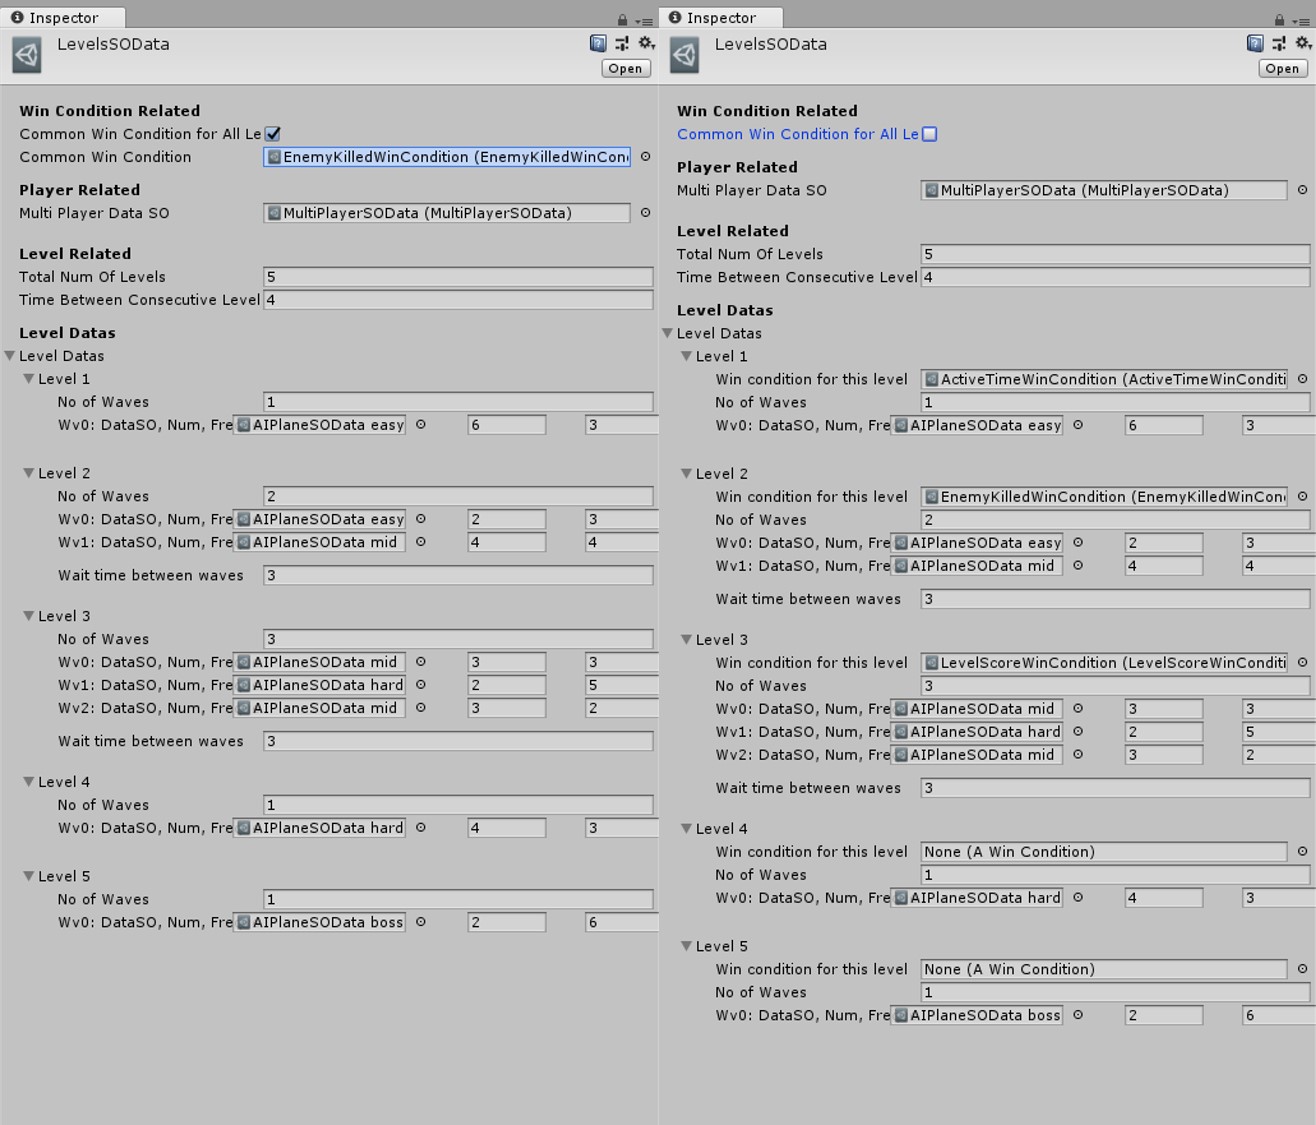 Inspector
LevelsSOData
Open
Win Condition Related
Common Win Condition for All Le
Common Win Condition EnemyKilledWinCondition (EnemyKilledWinCon
Player Related
Multi Player Data SO MultiPlayerSOData (MultiPlayerSOData)
Level Related
Total Num Of Levels 5
Time Between Consecutive Level 4
Level Datas
Level Datas
Level 1
No of Waves 1
Wv0: DataSO, Num, Fre AIPlaneSOData easy 6 3
Level 2
No of Waves 2
Wv0: DataSO, Num, Fre AIPlaneSOData easy 2 3
Wv1: DataSO, Num, Fre AIPlaneSOData mid 4 4
Wait time between waves 3
Level 3
No of Waves 3
Wv0: DataSO, Num, Fre AIPlaneSOData mid 3 3
Wv1: DataSO, Num, Fre AIPlaneSOData hard 2 5
Wv2: DataSO, Num, Fre AIPlaneSOData mid 3 2
Wait time between waves 3
Level 4
No of Waves 1
Wv0: DataSO, Num, Fre AIPlaneSOData hard 4 3
Level 5
No of Waves 1
Wv0: DataSO, Num, Fre AIPlaneSOData boss 2 6
Inspector
LevelsSOData
Open
Win Condition Related
Common Win Condition for All Le
Player Related
Multi Player Data SO MultiPlayerSOData (MultiPlayerSOData)
Level Related
Total Num Of Levels 5
Time Between Consecutive Level 4
Level Datas
Level Datas
Level 1
Win condition for this level ActiveTimeWinCondition (ActiveTimeWinConditi
No of Waves 1
Wv0: DataSO, Num, Fre AIPlaneSOData easy 6 3
Level 2
Win condition for this level EnemyKilledWinCondition (EnemyKilledWinCon
No of Waves 2
Wv0: DataSO, Num, Fre AIPlaneSOData easy 2 3
Wv1: DataSO, Num, Fre AIPlaneSOData mid 4 4
Wait time between waves 3
Level 3
Win condition for this level LevelScoreWinCondition (LevelScoreWinConditi
No of Waves 3
Wv0: DataSO, Num, Fre AIPlaneSOData mid 3 3
Wv1: DataSO, Num, Fre AIPlaneSOData hard 2 5
Wv2: DataSO, Num, Fre AIPlaneSOData mid 3 2
Wait time between waves 3
Level 4
Win condition for this level None (A Win Condition)
No of Waves 1
Wv0: DataSO, Num, Fre AIPlaneSOData hard 4 3
Level 5
Win condition for this level None (A Win Condition)
No of Waves 1
Wv0: DataSO, Num, Fre AIPlaneSOData boss 2 6